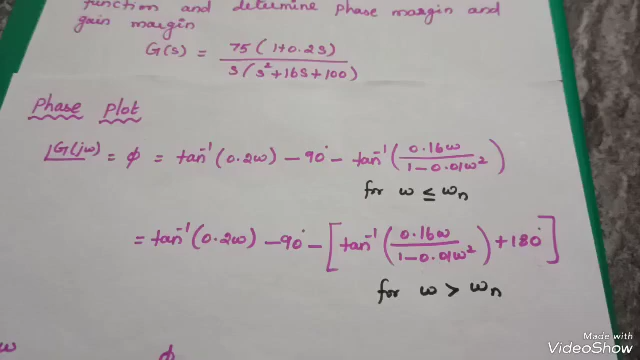 function and determine phase margin and
gain margin
G(s) = 75(1+0.2s) / s(s²+16s+100)
Phase Plot
∠G(jω) = ϕ = tan⁻¹(0.2ω) − 90° − tan⁻¹(0.16ω / 1−0.01ω²)
for ω ≤ ωn
= tan⁻¹(0.2ω) − 90° − [tan⁻¹(0.16ω / 1−0.01ω²) + 180°]
for ω > ωn
ω ϕ
Made with
VideoShow